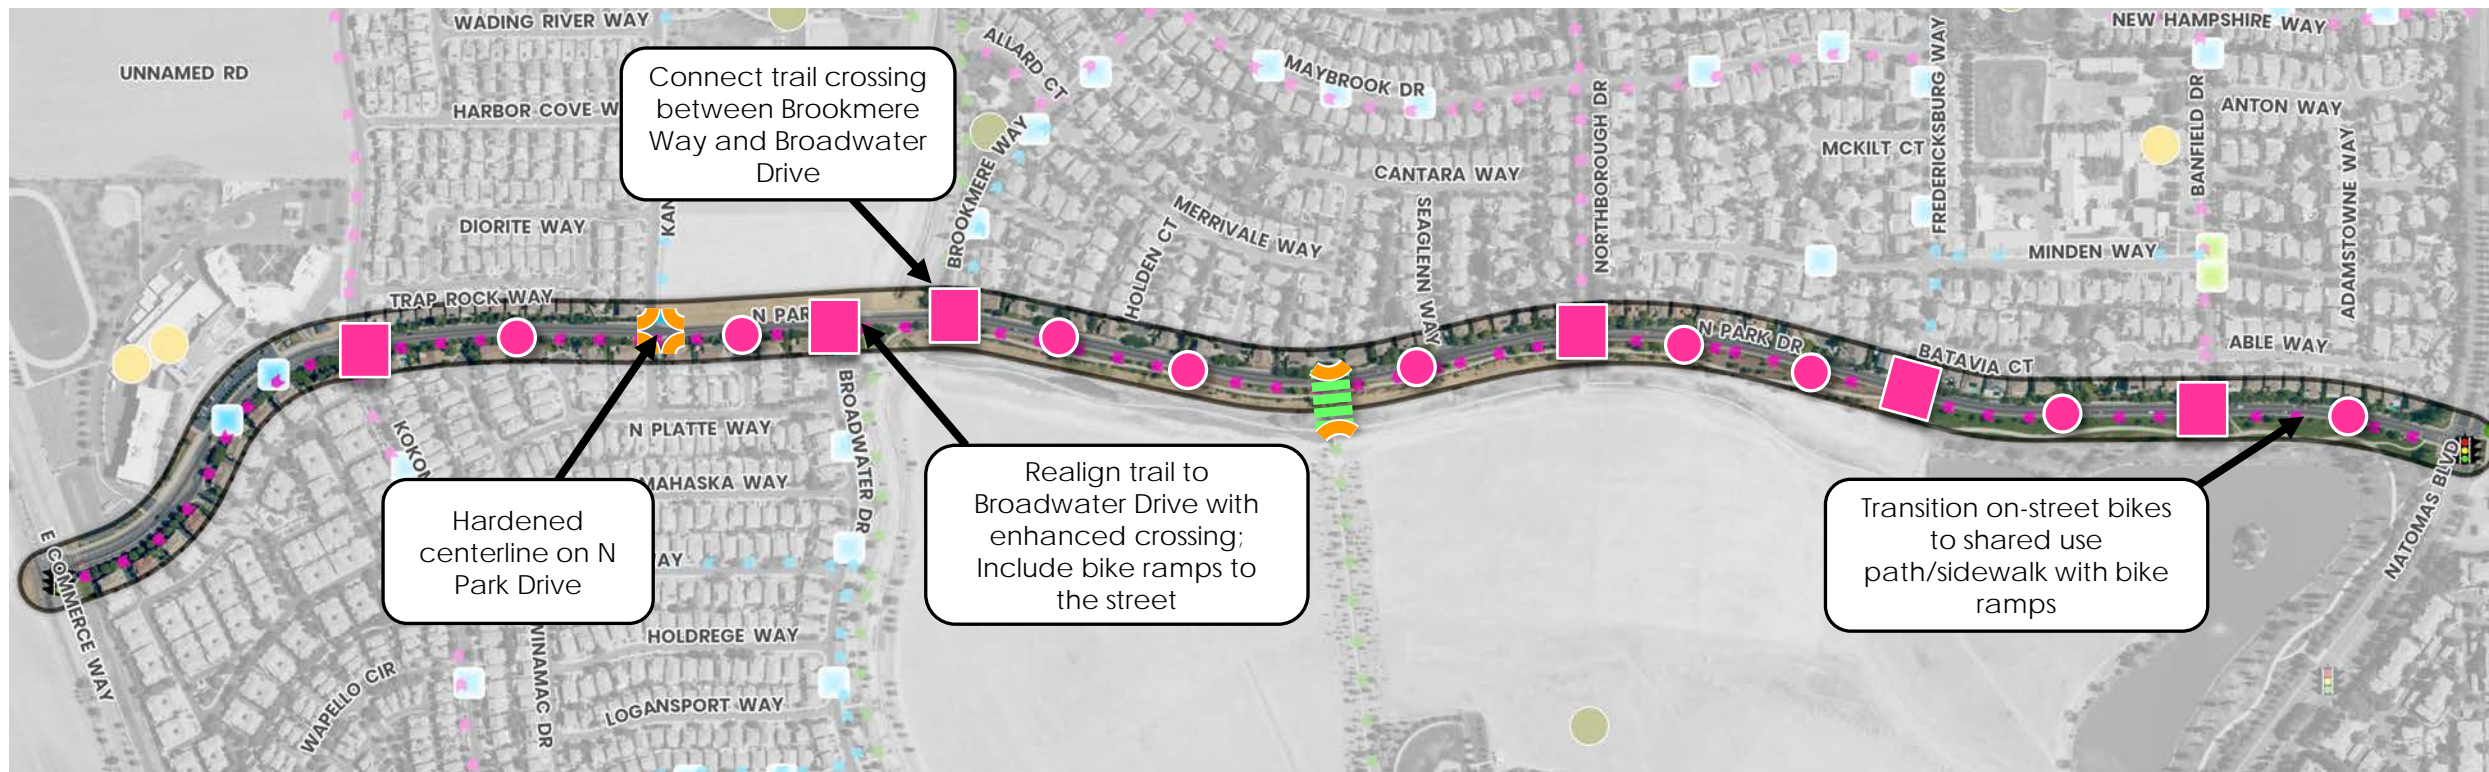 WADING RIVER WAY
NEW HAMPSHIRE WAY
UNNAMED RD
ALLARD CT
MAYBROOK DR
HARBOR COVE W
ANTON WAY
Connect trail crossing
between Brookmere
Way and Broadwater
Drive
NORTHBOROUGH DR
FREDERICKSBURG WAY
BANFIELD DR
ADAMSTOWNE WAY
MCKILT CT
CANTARA WAY
BROOKMERE WAY
DIORITE WAY
KAN
MERRIVALE WAY
HOLDEN CT
SEAGLENN WAY
MINDEN WAY
TRAP ROCK WAY
N PAR
N PARK DR
BATAVIA CT
ABLE WAY
KOKOM
N PLATTE WAY
BROADWATER DR
MAHASKA WAY
NATOMAS BLVD
Hardened
centerline on N
Park Drive
Realign trail to
Broadwater Drive with
enhanced crossing;
Include bike ramps to
the street
Transition on-street bikes
to shared use
path/sidewalk with bike
ramps
E COMMERCE WAY
WAY
WINAMAC DR
HOLDREGE WAY
WAPELLO CIR
LOGANSPORT WAY